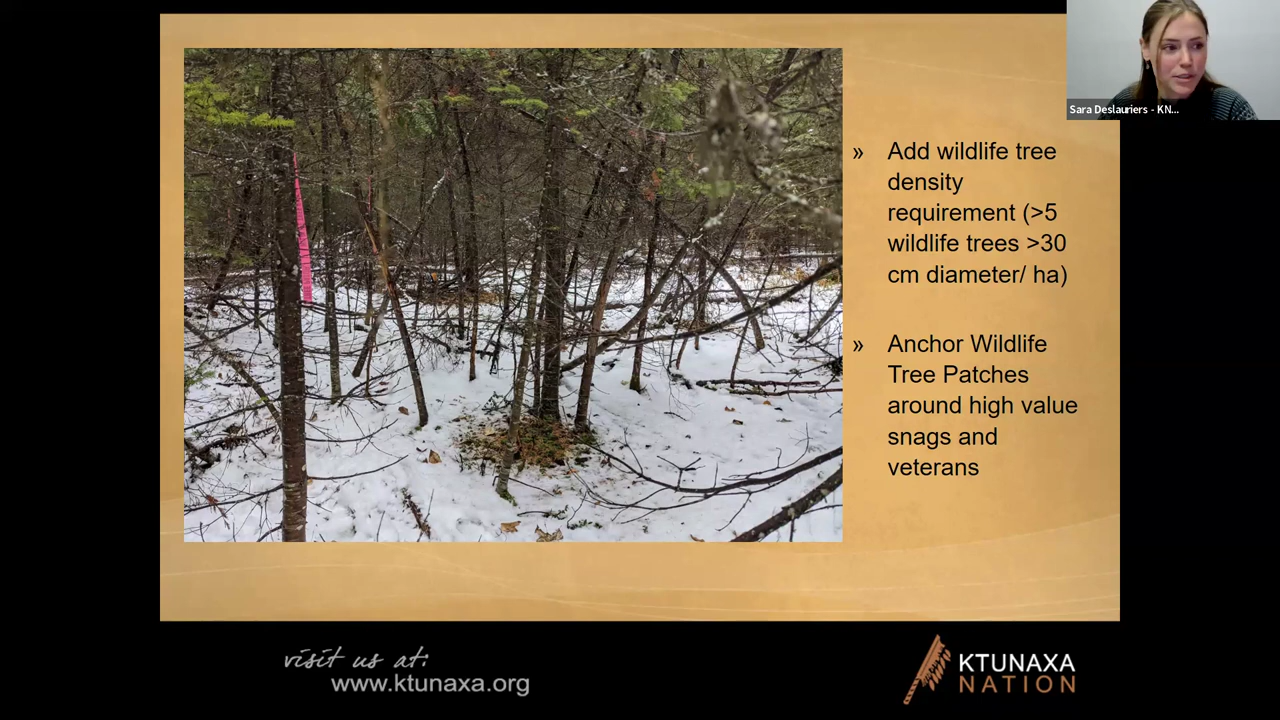 Sara Deslauriers - KN...
» Add wildlife tree
density
requirement (>5
wildlife trees >30
cm diameter/ ha)
» Anchor Wildlife
Tree Patches
around high value
snags and
veterans
visit us at:
www.ktunaxa.org
KTUNAXA
NATION